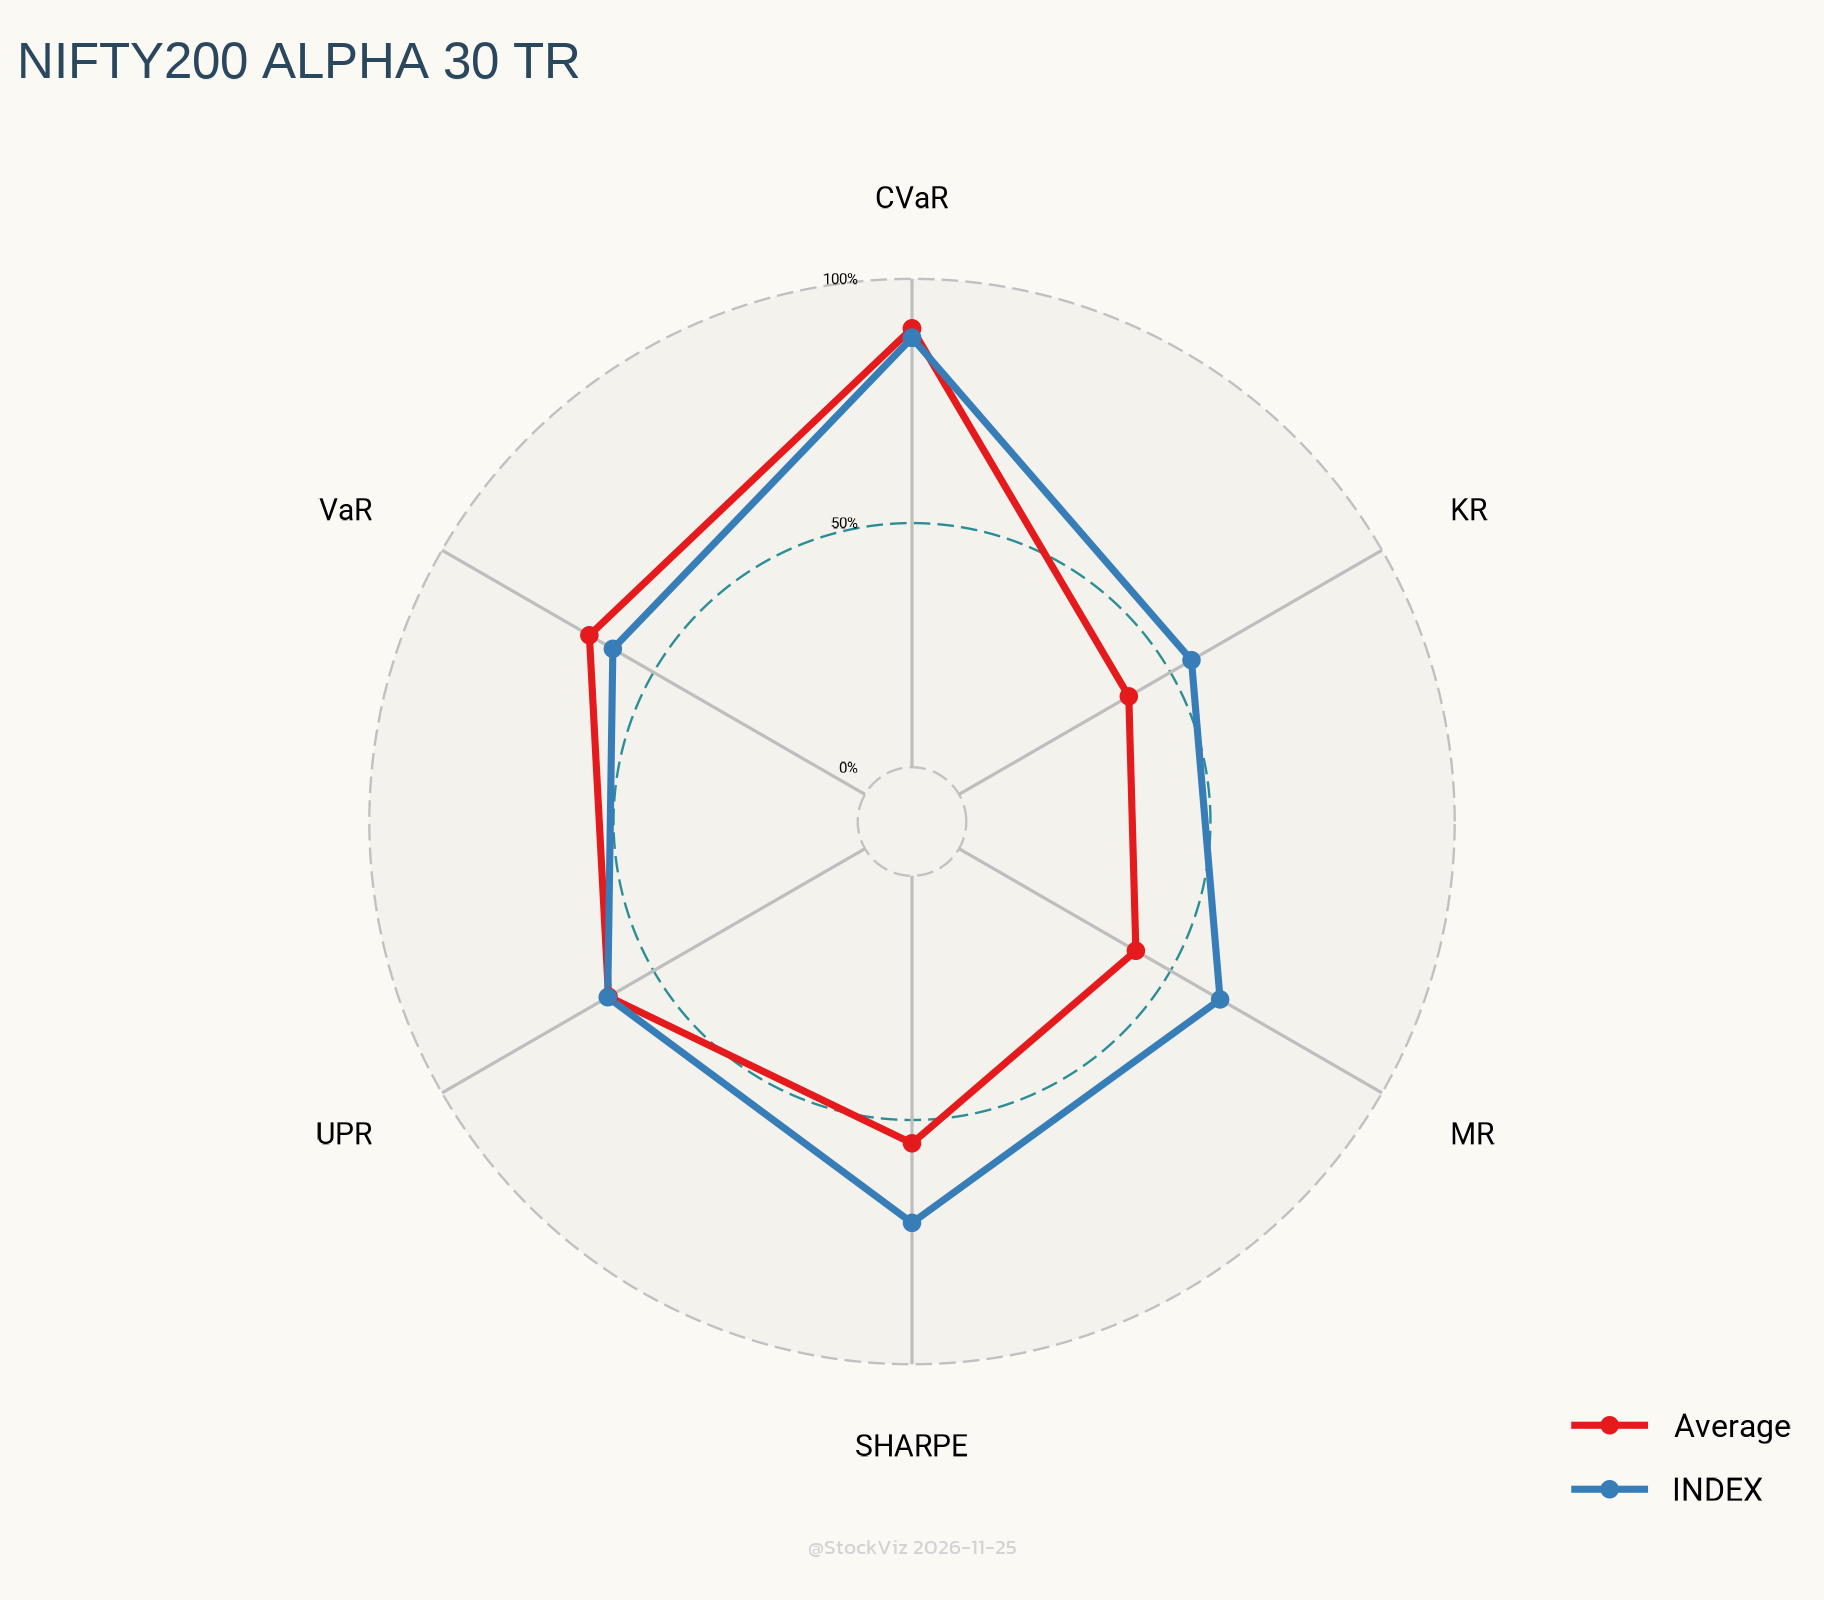 NIFTY200 ALPHA 30 TR
CVaR
100%
VaR
KR
50%
0%
UPR
MR
SHARPE
Average
INDEX
@StockViz 2026-11-25